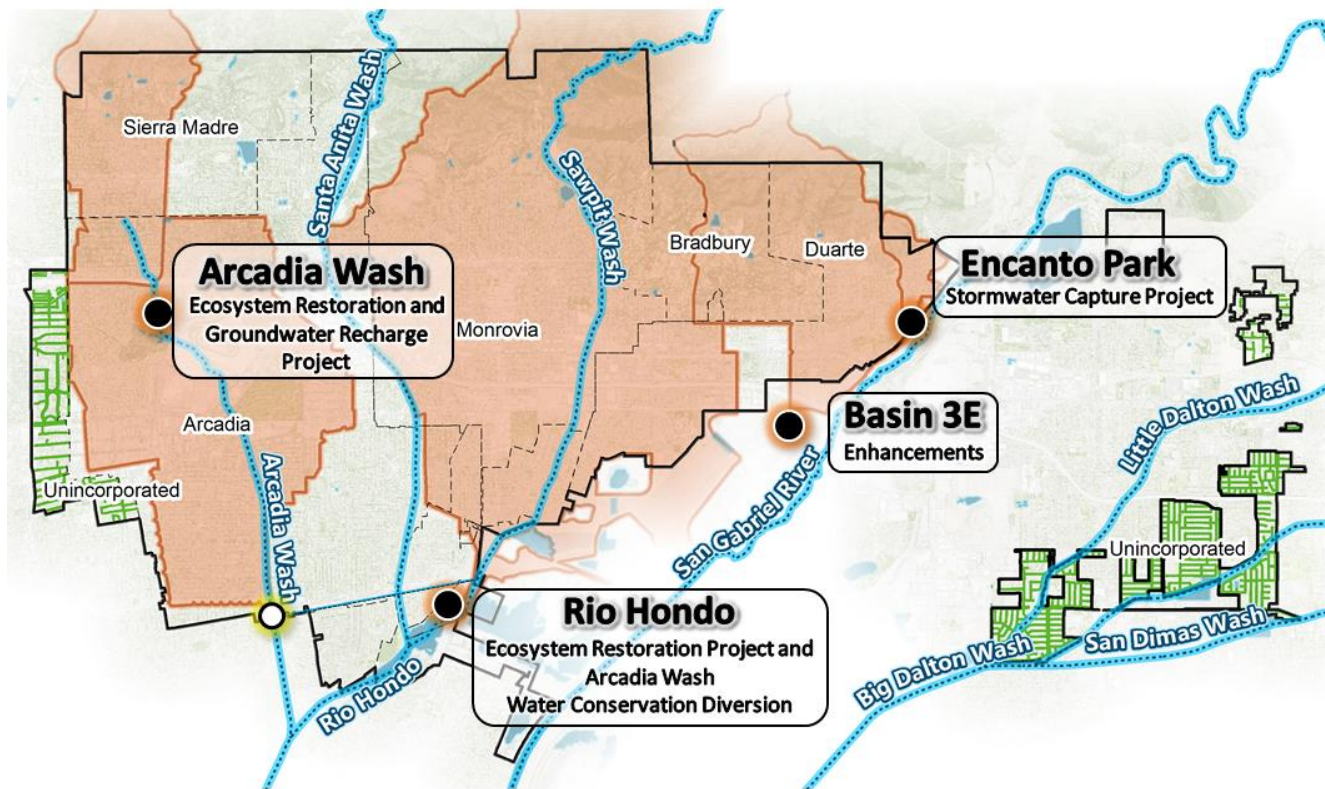 Sierra Madre
Santa Anita Wash
Sawpit Wash
Bradbury
Duarte
Arcadia Wash
Ecosystem Restoration and
Groundwater Recharge
Project
Monrovia
Encanto Park
Stormwater Capture Project
Arcadia
Basin 3E
Enhancements
Little Dalton Wash
Unincorporated
Arcadia Wash
San Gabriel River
Unincorporated
Rio Hondo
Ecosystem Restoration Project and
Arcadia Wash
Water Conservation Diversion
Rio Hondo
Big Dalton Wash
San Dimas Wash